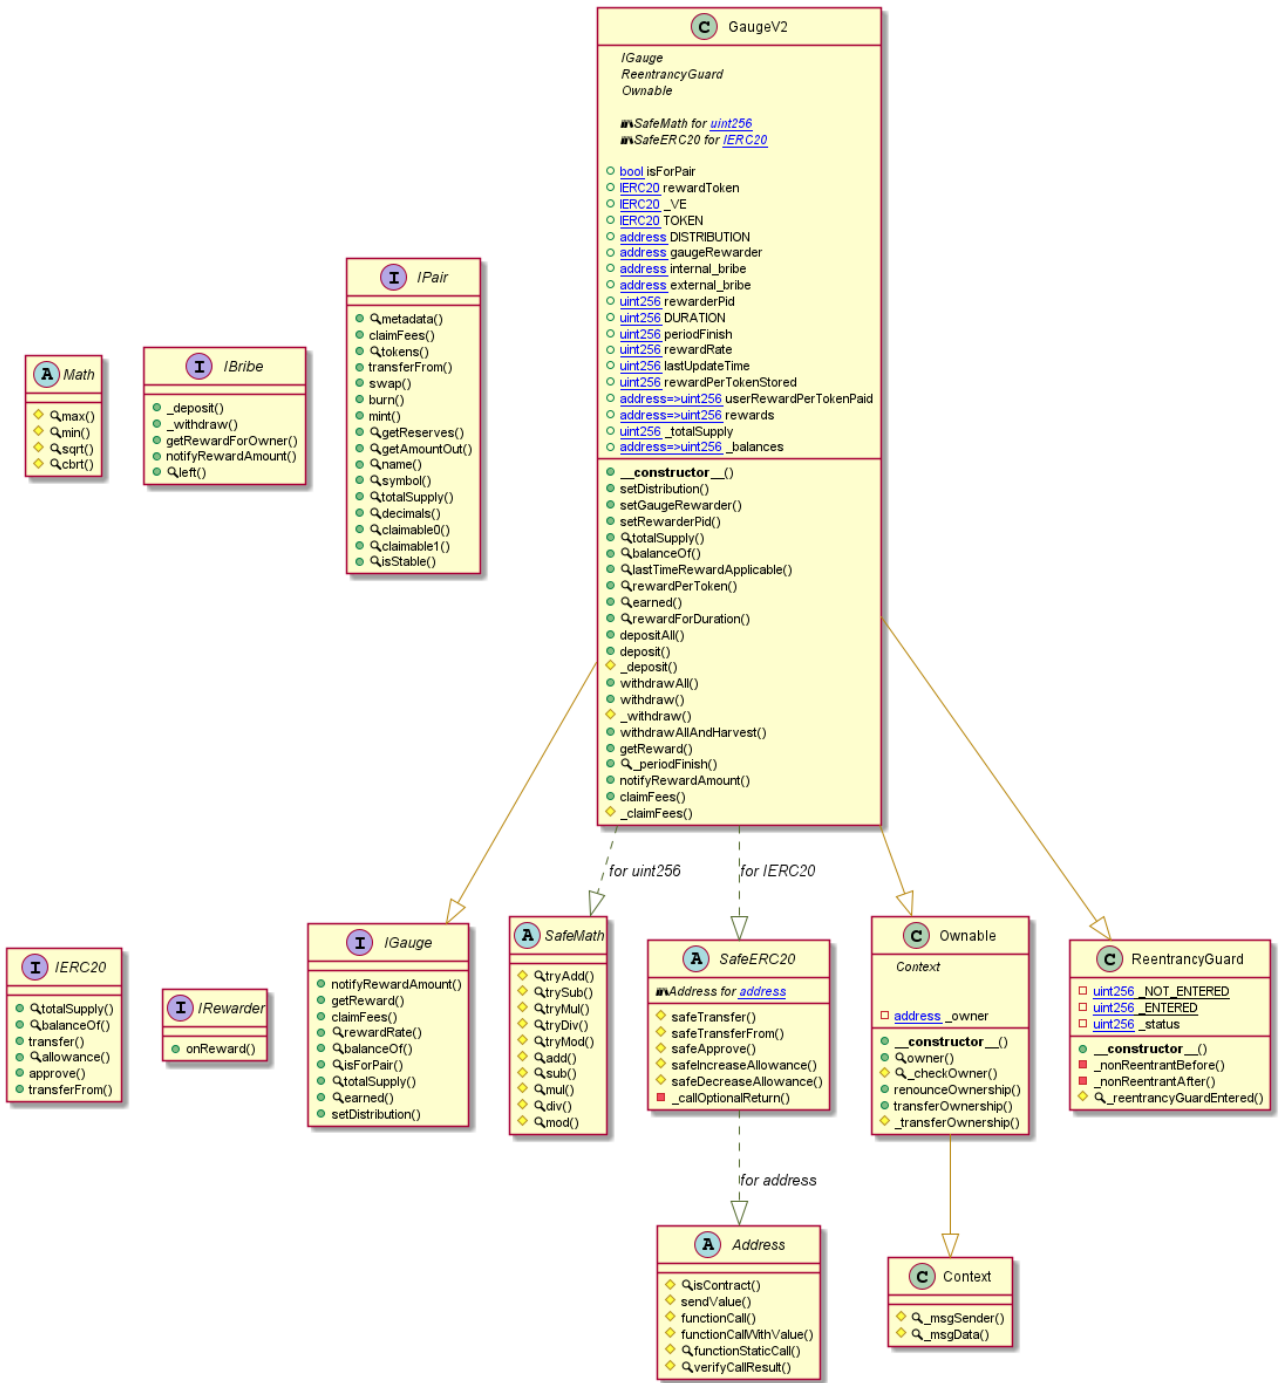 C GaugeV2
IGauge
ReentrancyGuard
Ownable
SafeMath for uint256
SafeERC20 for IERC20
bool isForPair
IERC20 rewardToken
IERC20 _VE
IERC20 TOKEN
address DISTRIBUTION
address gaugeRewarder
address internal_bribe
address external_bribe
uint256 rewarderPid
uint256 DURATION
uint256 periodFinish
uint256 rewardRate
uint256 lastUpdateTime
uint256 rewardPerTokenStored
address=>uint256 userRewardPerTokenPaid
address=>uint256 rewards
uint256 _totalSupply
address=>uint256 _balances
__constructor__()
setDistribution()
setGaugeRewarder()
setRewarderPid()
totalSupply()
balanceOf()
lastTimeRewardApplicable()
rewardPerToken()
earned()
rewardForDuration()
depositAll()
deposit()
_deposit()
withdrawAll()
withdraw()
_withdraw()
withdrawAllAndHarvest()
getReward()
_periodFinish()
notifyRewardAmount()
claimFees()
_claimFees()
A Math
max()
min()
sqrt()
cbrt()
I IBribe
_deposit()
_withdraw()
getRewardForOwner()
notifyRewardAmount()
left()
I IPair
metadata()
claimFees()
tokens()
transferFrom()
swap()
burn()
mint()
getReserves()
getAmountOut()
name()
symbol()
totalSupply()
decimals()
claimable0()
claimable1()
isStable()
for uint256
for IERC20
I IERC20
totalSupply()
balanceOf()
transfer()
allowance()
approve()
transferFrom()
I IRewarder
onReward()
I IGauge
notifyRewardAmount()
getReward()
claimFees()
rewardRate()
balanceOf()
isForPair()
totalSupply()
earned()
setDistribution()
A SafeMath
tryAdd()
trySub()
tryMul()
tryDiv()
tryMod()
add()
sub()
mul()
div()
mod()
A SafeERC20
Address for address
safeTransfer()
safeTransferFrom()
safeApprove()
safeIncreaseAllowance()
safeDecreaseAllowance()
_callOptionalReturn()
C Ownable
Context
address _owner
__constructor__()
owner()
_checkOwner()
renounceOwnership()
transferOwnership()
_transferOwnership()
C ReentrancyGuard
uint256 _NOT_ENTERED
uint256 _ENTERED
uint256 _status
__constructor__()
_nonReentrantBefore()
_nonReentrantAfter()
_reentrancyGuardEntered()
for address
A Address
isContract()
sendValue()
functionCall()
functionCallWithValue()
functionStaticCall()
verifyCallResult()
C Context
_msgSender()
_msgData()